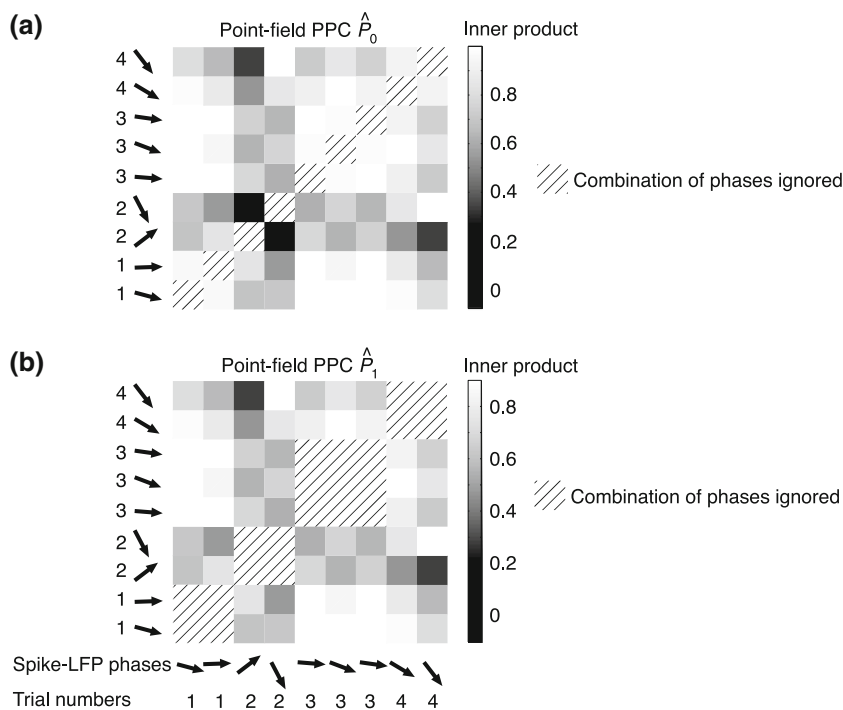 (a)
Point-field PPC P̂₀
Inner product
4
4
3
3
3
2
2
1
1
0.8
0.6
0.4
0.2
0
Combination of phases ignored
(b)
Point-field PPC P̂₁
Inner product
4
4
3
3
3
2
2
1
1
0.8
0.6
0.4
0.2
0
Combination of phases ignored
Spike-LFP phases
Trial numbers 1 1 2 2 3 3 3 4 4